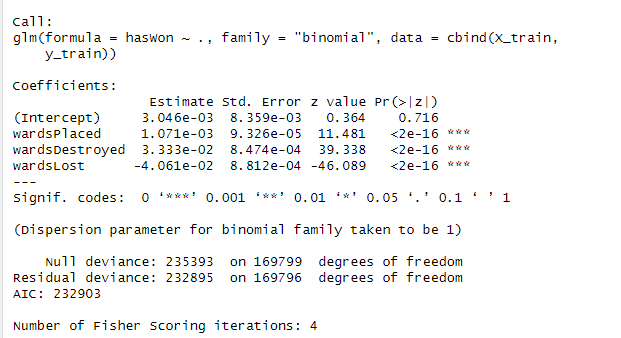 Call:
glm(formula = hasWon ~ ., family = "binomial", data = cbind(X_train,
    y_train))
Coefficients:
                 Estimate Std. Error z value Pr(>|z|)
(Intercept)     3.046e-03  8.359e-03   0.364    0.716
wardsPlaced     1.071e-03  9.326e-05  11.481   <2e-16 ***
wardsDestroyed  3.333e-02  8.474e-04  39.338   <2e-16 ***
wardsLost      -4.061e-02  8.812e-04 -46.089   <2e-16 ***
---
Signif. codes:  0 ‘***’ 0.001 ‘**’ 0.01 ‘*’ 0.05 ‘.’ 0.1 ‘ ’ 1
(Dispersion parameter for binomial family taken to be 1)
    Null deviance: 235393  on 169799  degrees of freedom
Residual deviance: 232895  on 169796  degrees of freedom
AIC: 232903
Number of Fisher Scoring iterations: 4